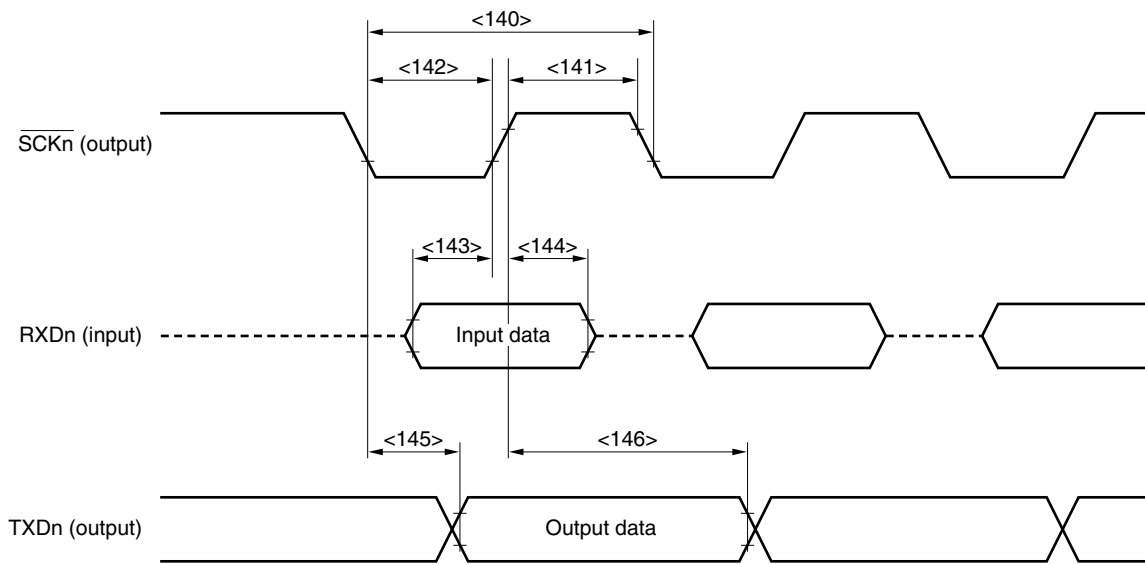 <140>
<142> <141>
SCKn (output)
<143> <144>
RXDn (input) Input data
<145> <146>
TXDn (output) Output data